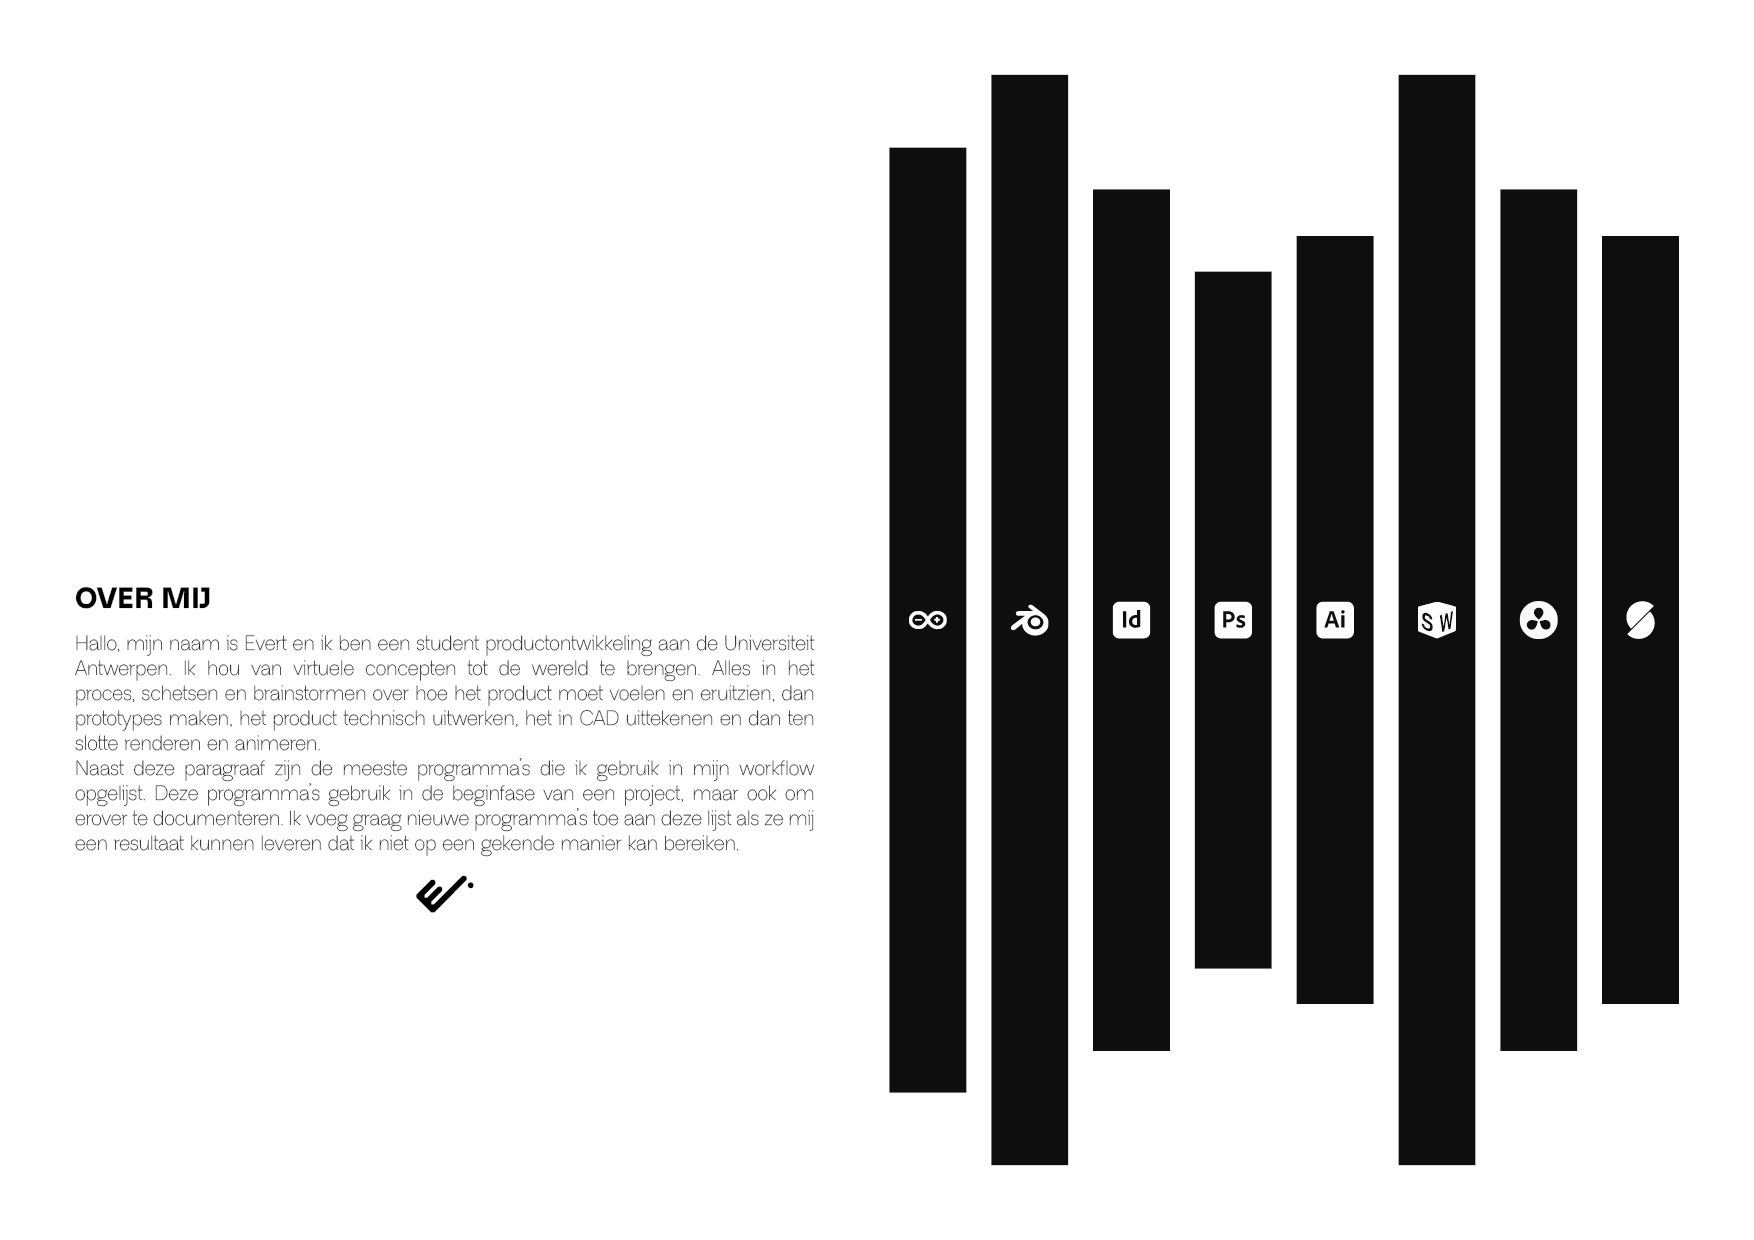 OVER MIJ
Hallo, mijn naam is Evert en ik ben een student productontwikkeling aan de Universiteit
Antwerpen. Ik hou van virtuele concepten tot de wereld te brengen. Alles in het
proces, schetsen en brainstormen over hoe het product moet voelen en eruitzien, dan
prototypes maken, het product technisch uitwerken, het in CAD uittekenen en dan ten
slotte renderen en animeren.
Naast deze paragraaf zijn de meeste programma's die ik gebruik in mijn workflow
opgelijst. Deze programma's gebruik in de beginfase van een project, maar ook om
erover te documenteren. Ik voeg graag nieuwe programma's toe aan deze lijst als ze mij
een resultaat kunnen leveren dat ik niet op een gekende manier kan bereiken.
Id
Ps
Ai
S W